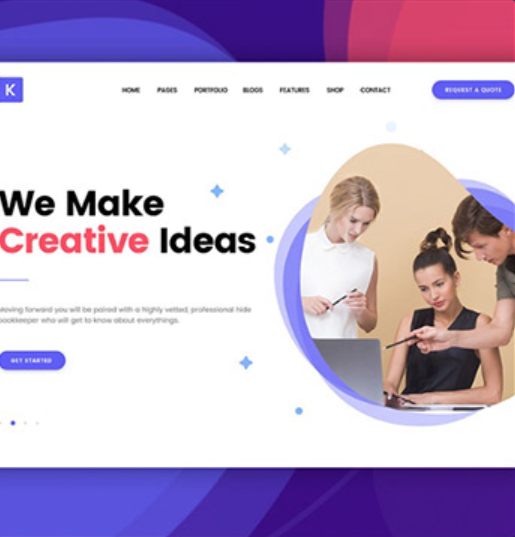 K
HOME PAGES PORTFOLIO BLOGS FEATURES SHOP CONTACT REQUEST A QUOTE
We Make
Creative Ideas
Moving forward you will be paired with a highly vetted, professional hide
bookkeeper who will get to know about everythings.
GET STARTED